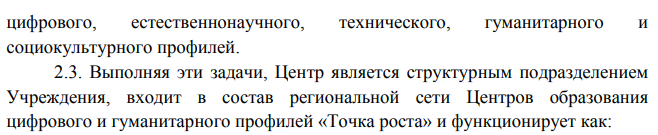 цифрового, естественнонаучного, технического, гуманитарного и
социокультурного профилей.
2.3. Выполняя эти задачи, Центр является структурным подразделением
Учреждения, входит в состав региональной сети Центров образования
цифрового и гуманитарного профилей «Точка роста» и функционирует как: